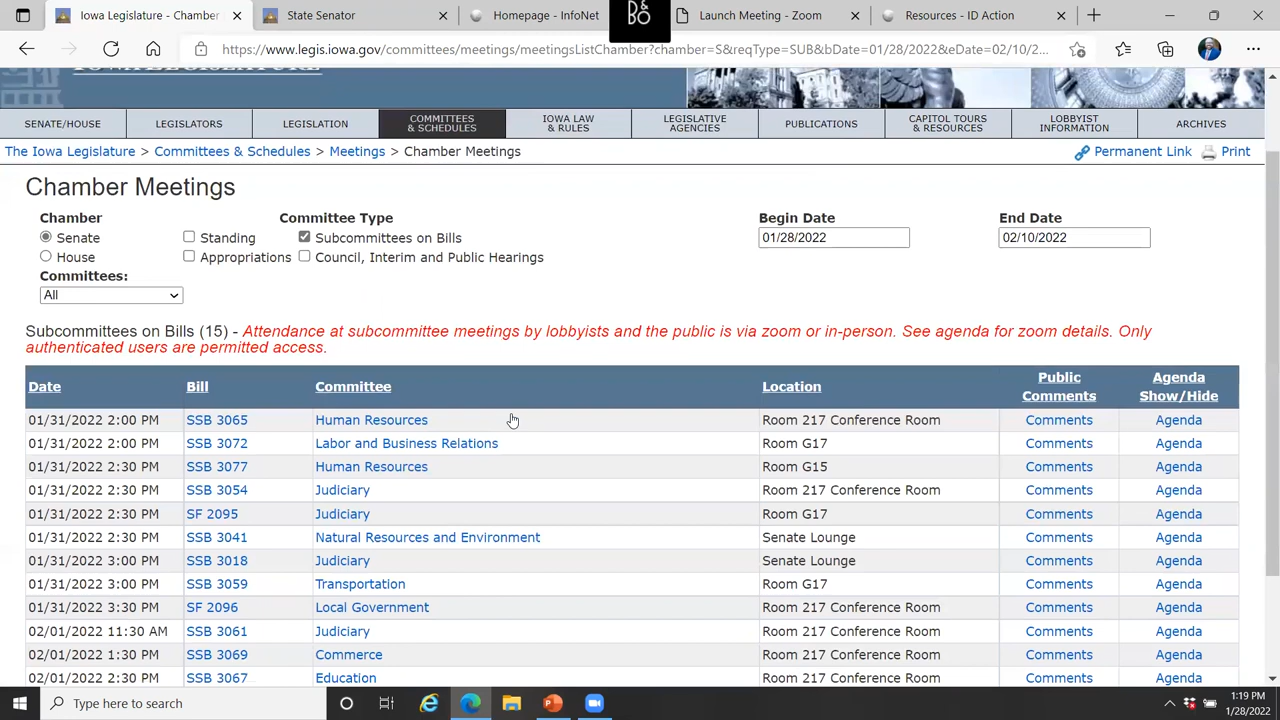 Iowa Legislature - Chamber
State Senator
Homepage - InfoNet
D
&
BO
Launch Meeting - Zoom
Resources - ID Action
https://www.legis.iowa.gov/committees/meetings/meetingsListChamber?chamber=S&reqType=SUB&bDate=01/28/2022&eDate=02/10/2...
IOWA LEGISLATURE
SENATE/HOUSE
LEGISLATORS
LEGISLATION
COMMITTEES & SCHEDULES
IOWA LAW & RULES
LEGISLATIVE AGENCIES
PUBLICATIONS
CAPITOL TOURS & RESOURCES
LOBBYIST INFORMATION
ARCHIVES
The Iowa Legislature > Committees & Schedules > Meetings > Chamber Meetings
Permanent Link Print
Chamber Meetings
Chamber Committee Type Begin Date End Date
Senate Standing Subcommittees on Bills 01/28/2022 02/10/2022
House Appropriations Council, Interim and Public Hearings
Committees:
All
Subcommittees on Bills (15) - Attendance at subcommittee meetings by lobbyists and the public is via zoom or in-person. See agenda for zoom details. Only
authenticated users are permitted access.
Date Bill Committee Location Public Comments Agenda Show/Hide
01/31/2022 2:00 PM SSB 3065 Human Resources Room 217 Conference Room Comments Agenda
01/31/2022 2:00 PM SSB 3072 Labor and Business Relations Room G17 Comments Agenda
01/31/2022 2:30 PM SSB 3077 Human Resources Room G15 Comments Agenda
01/31/2022 2:30 PM SSB 3054 Judiciary Room 217 Conference Room Comments Agenda
01/31/2022 2:30 PM SF 2095 Judiciary Room G17 Comments Agenda
01/31/2022 2:30 PM SSB 3041 Natural Resources and Environment Senate Lounge Comments Agenda
01/31/2022 3:00 PM SSB 3018 Judiciary Senate Lounge Comments Agenda
01/31/2022 3:00 PM SSB 3059 Transportation Room G17 Comments Agenda
01/31/2022 3:30 PM SF 2096 Local Government Room 217 Conference Room Comments Agenda
02/01/2022 11:30 AM SSB 3061 Judiciary Room 217 Conference Room Comments Agenda
02/01/2022 1:30 PM SSB 3069 Commerce Room 217 Conference Room Comments Agenda
02/01/2022 2:30 PM SSB 3067 Education Room 217 Conference Room Comments Agenda
Type here to search
1:19 PM
1/28/2022